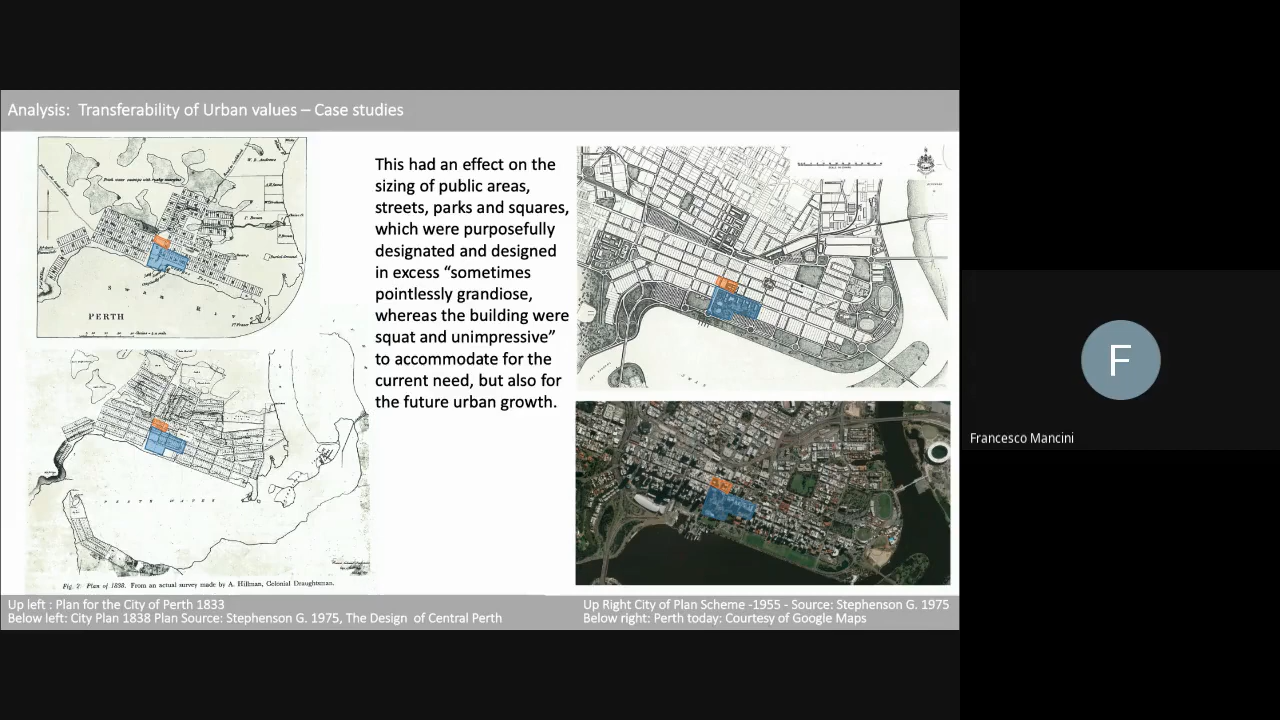 Analysis: Transferability of Urban values – Case studies
PERTH
This had an effect on the
sizing of public areas,
streets, parks and squares,
which were purposefully
designated and designed
in excess “sometimes
pointlessly grandiose,
whereas the building were
squat and unimpressive”
to accommodate for the
current need, but also for
the future urban growth.
PERTH WATER
Fig. 7: Plan of 1838. From an actual survey made by A. Hillman, Colonial Draughtsman.
Up left : Plan for the City of Perth 1833
Below left: City Plan 1838 Plan Source: Stephenson G. 1975, The Design of Central Perth
Up Right City of Plan Scheme -1955 - Source: Stephenson G. 1975
Below right: Perth today: Courtesy of Google Maps
F
Francesco Mancini